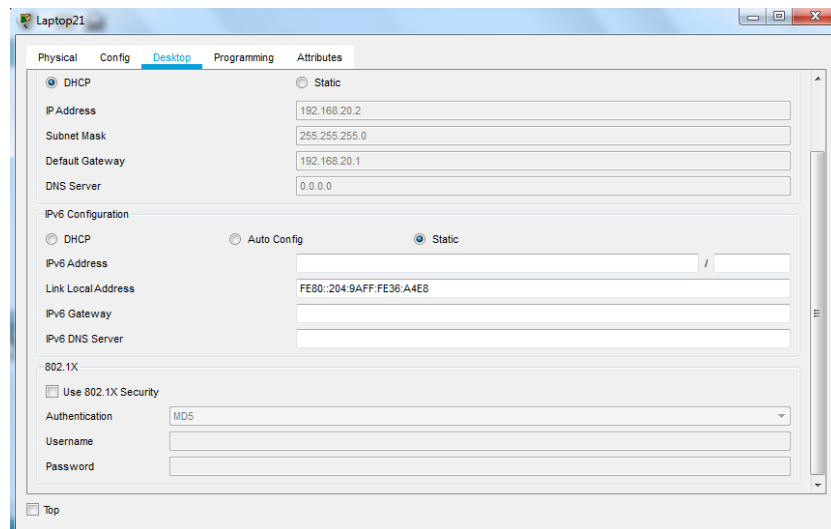 Laptop21
Physical Config Desktop Programming Attributes
DHCP Static
IP Address 192.168.20.2
Subnet Mask 255.255.255.0
Default Gateway 192.168.20.1
DNS Server 0.0.0.0
IPv6 Configuration
DHCP Auto Config Static
IPv6 Address /
Link Local Address FE80::204:9AFF:FE36:A4E8
IPv6 Gateway
IPv6 DNS Server
802.1X
Use 802.1X Security
Authentication MD5
Username
Password
Top